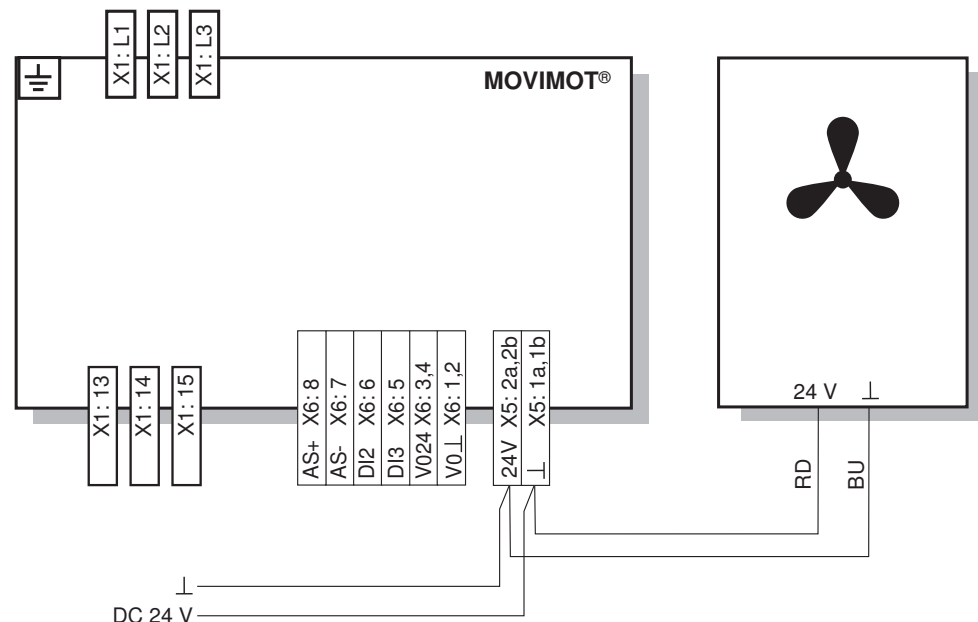 X1: L1
X1: L2
X1: L3
MOVIMOT®
X1: 13
X1: 14
X1: 15
AS+ X6: 8
AS- X6: 7
DI2 X6: 6
DI3 X6: 5
V024 X6: 3,4
V0⊥ X6: 1,2
24V X5: 2a,2b
⊥ X5: 1a,1b
24 V ⊥
RD
BU
⊥
DC 24 V